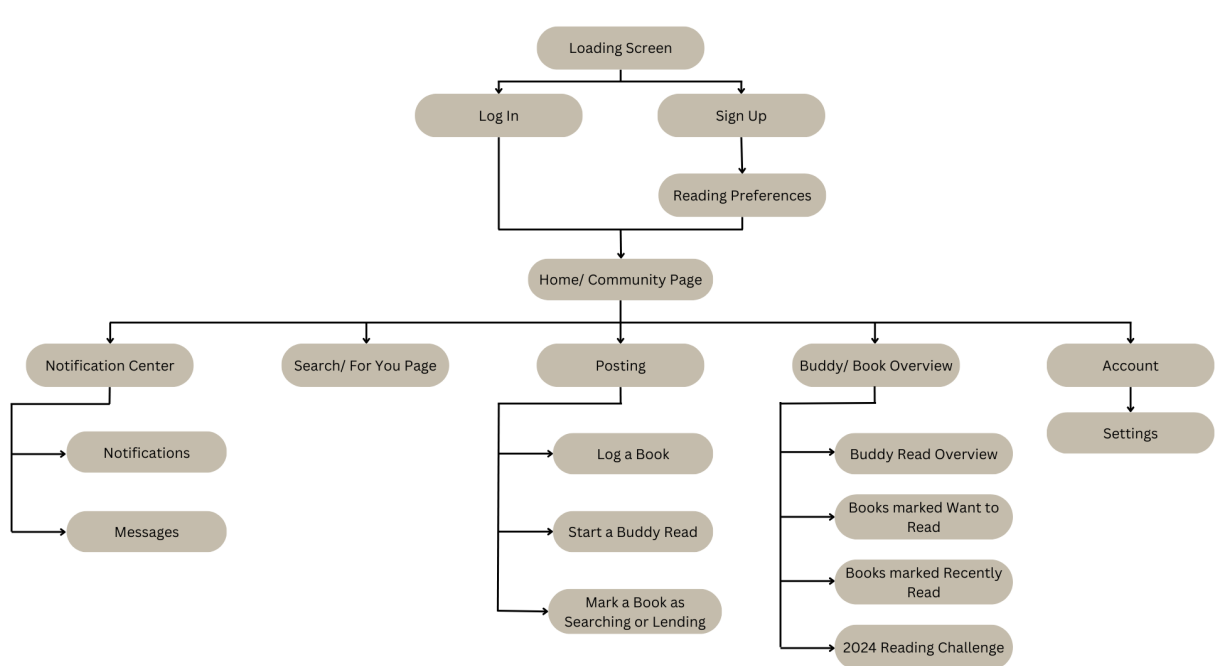 Loading Screen
Log In
Sign Up
Reading Preferences
Home/ Community Page
Notification Center
Search/ For You Page
Posting
Buddy/ Book Overview
Account
Notifications
Messages
Log a Book
Start a Buddy Read
Mark a Book as
Searching or Lending
Buddy Read Overview
Books marked Want to
Read
Books marked Recently
Read
2024 Reading Challenge
Settings